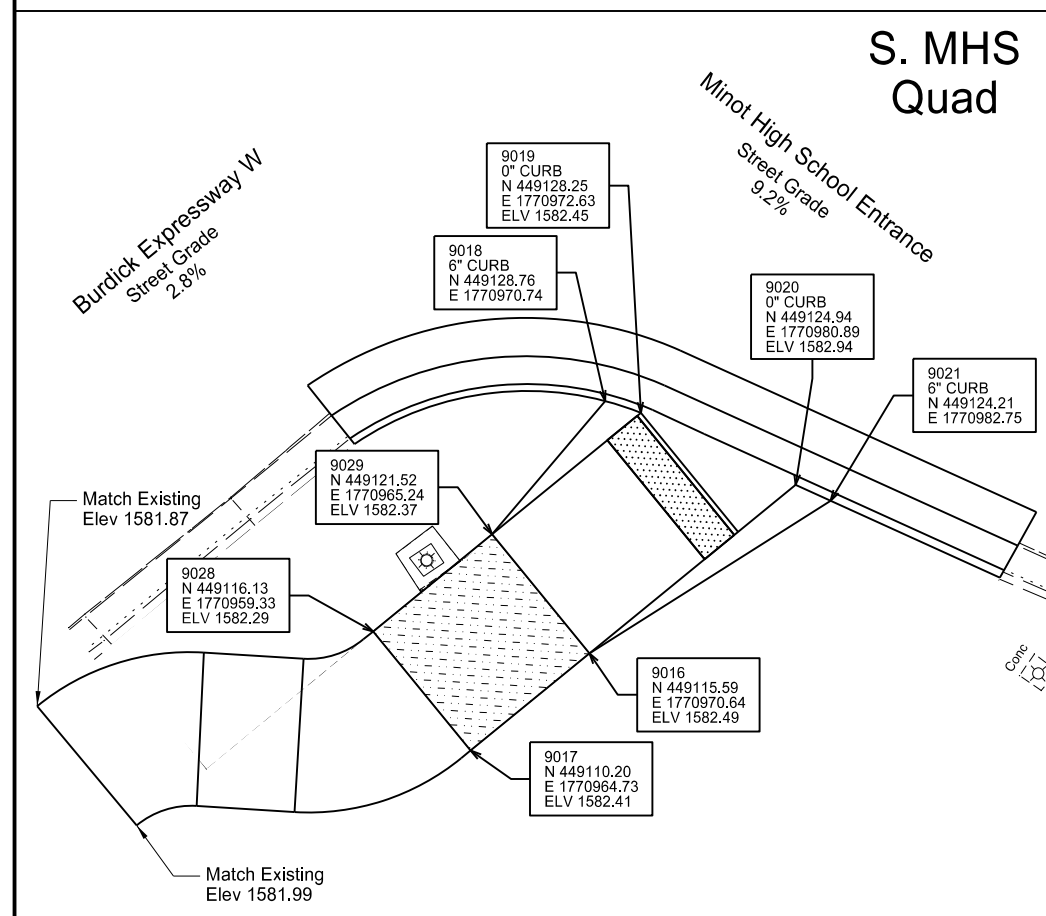 S. MHS
Quad
Minot High School Entrance
Street Grade
9.2%
Burdick Expressway W
Street Grade
2.8%
9019
0" CURB
N 449128.25
E 1770972.63
ELV 1582.45
9018
6" CURB
N 449128.76
E 1770970.74
9020
0" CURB
N 449124.94
E 1770980.89
ELV 1582.94
9021
6" CURB
N 449124.21
E 1770982.75
9029
N 449121.52
E 1770965.24
ELV 1582.37
Match Existing
Elev 1581.87
9028
N 449116.13
E 1770959.33
ELV 1582.29
Conc
9016
N 449115.59
E 1770970.64
ELV 1582.49
9017
N 449110.20
E 1770964.73
ELV 1582.41
Match Existing
Elev 1581.99